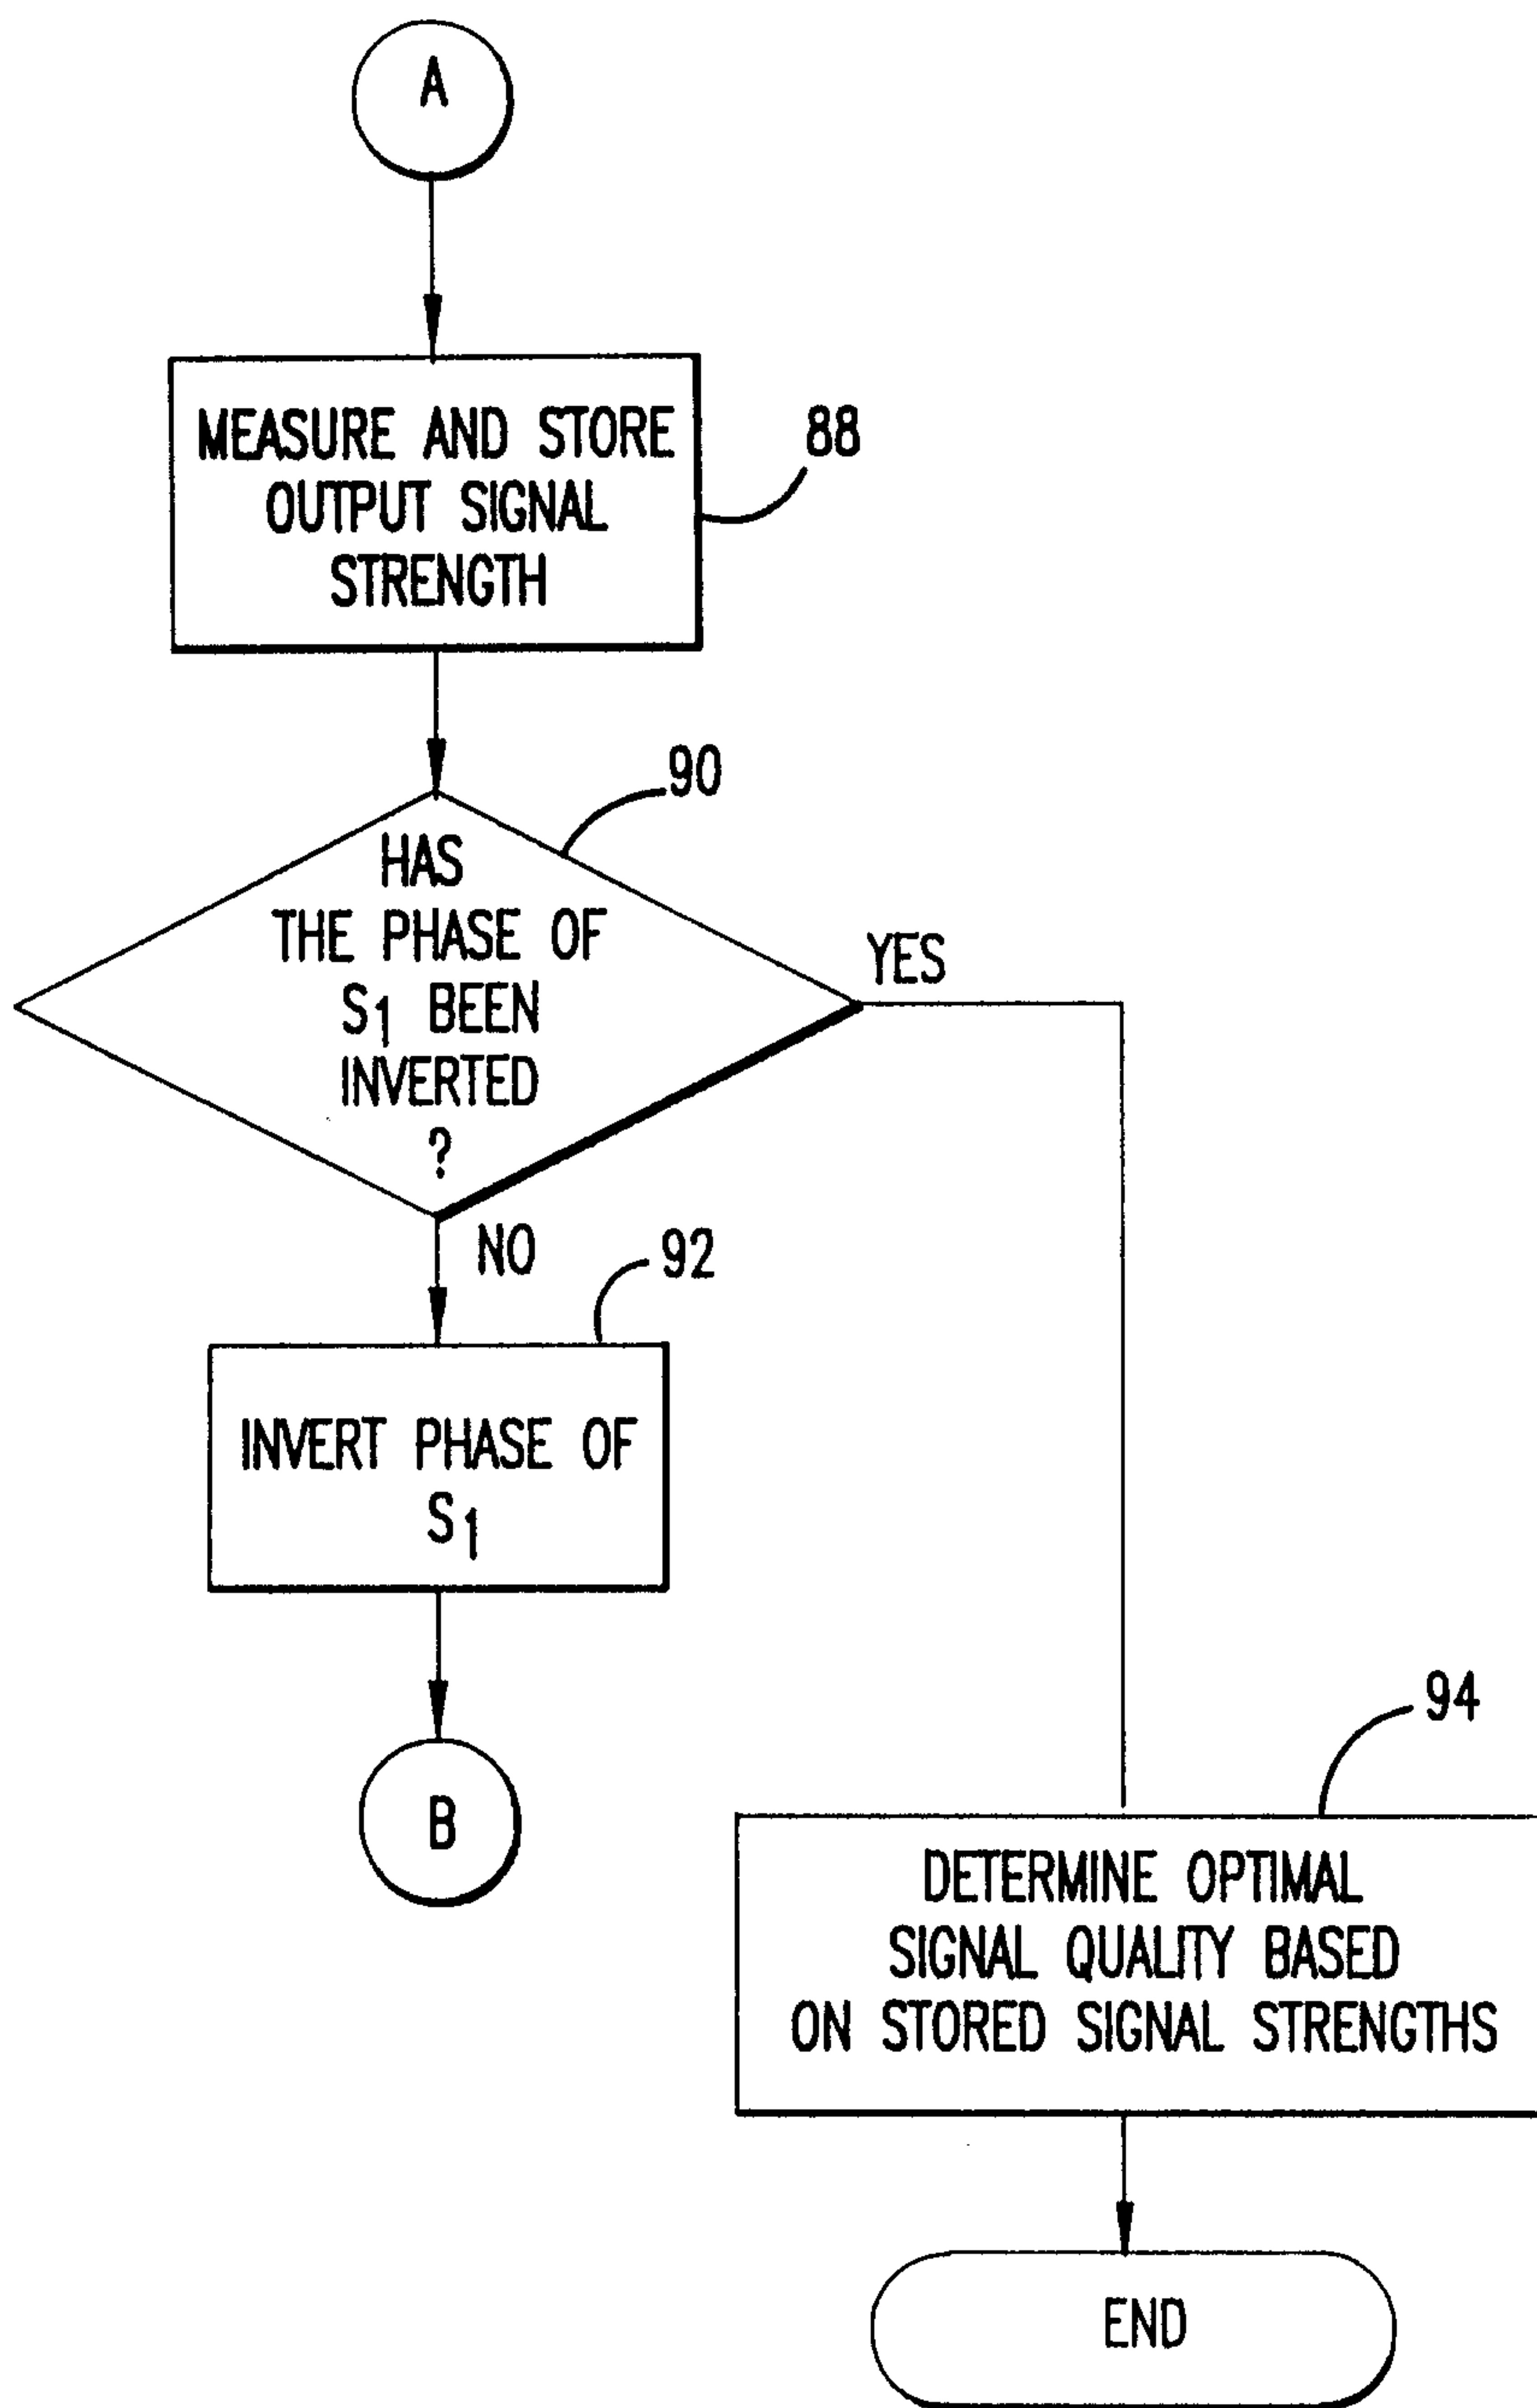 A
MEASURE AND STORE
OUTPUT SIGNAL
STRENGTH
88
90
HAS
THE PHASE OF
S1 BEEN
INVERTED
?
YES
NO
92
INVERT PHASE OF
S1
B
94
DETERMINE OPTIMAL
SIGNAL QUALITY BASED
ON STORED SIGNAL STRENGTHS
END